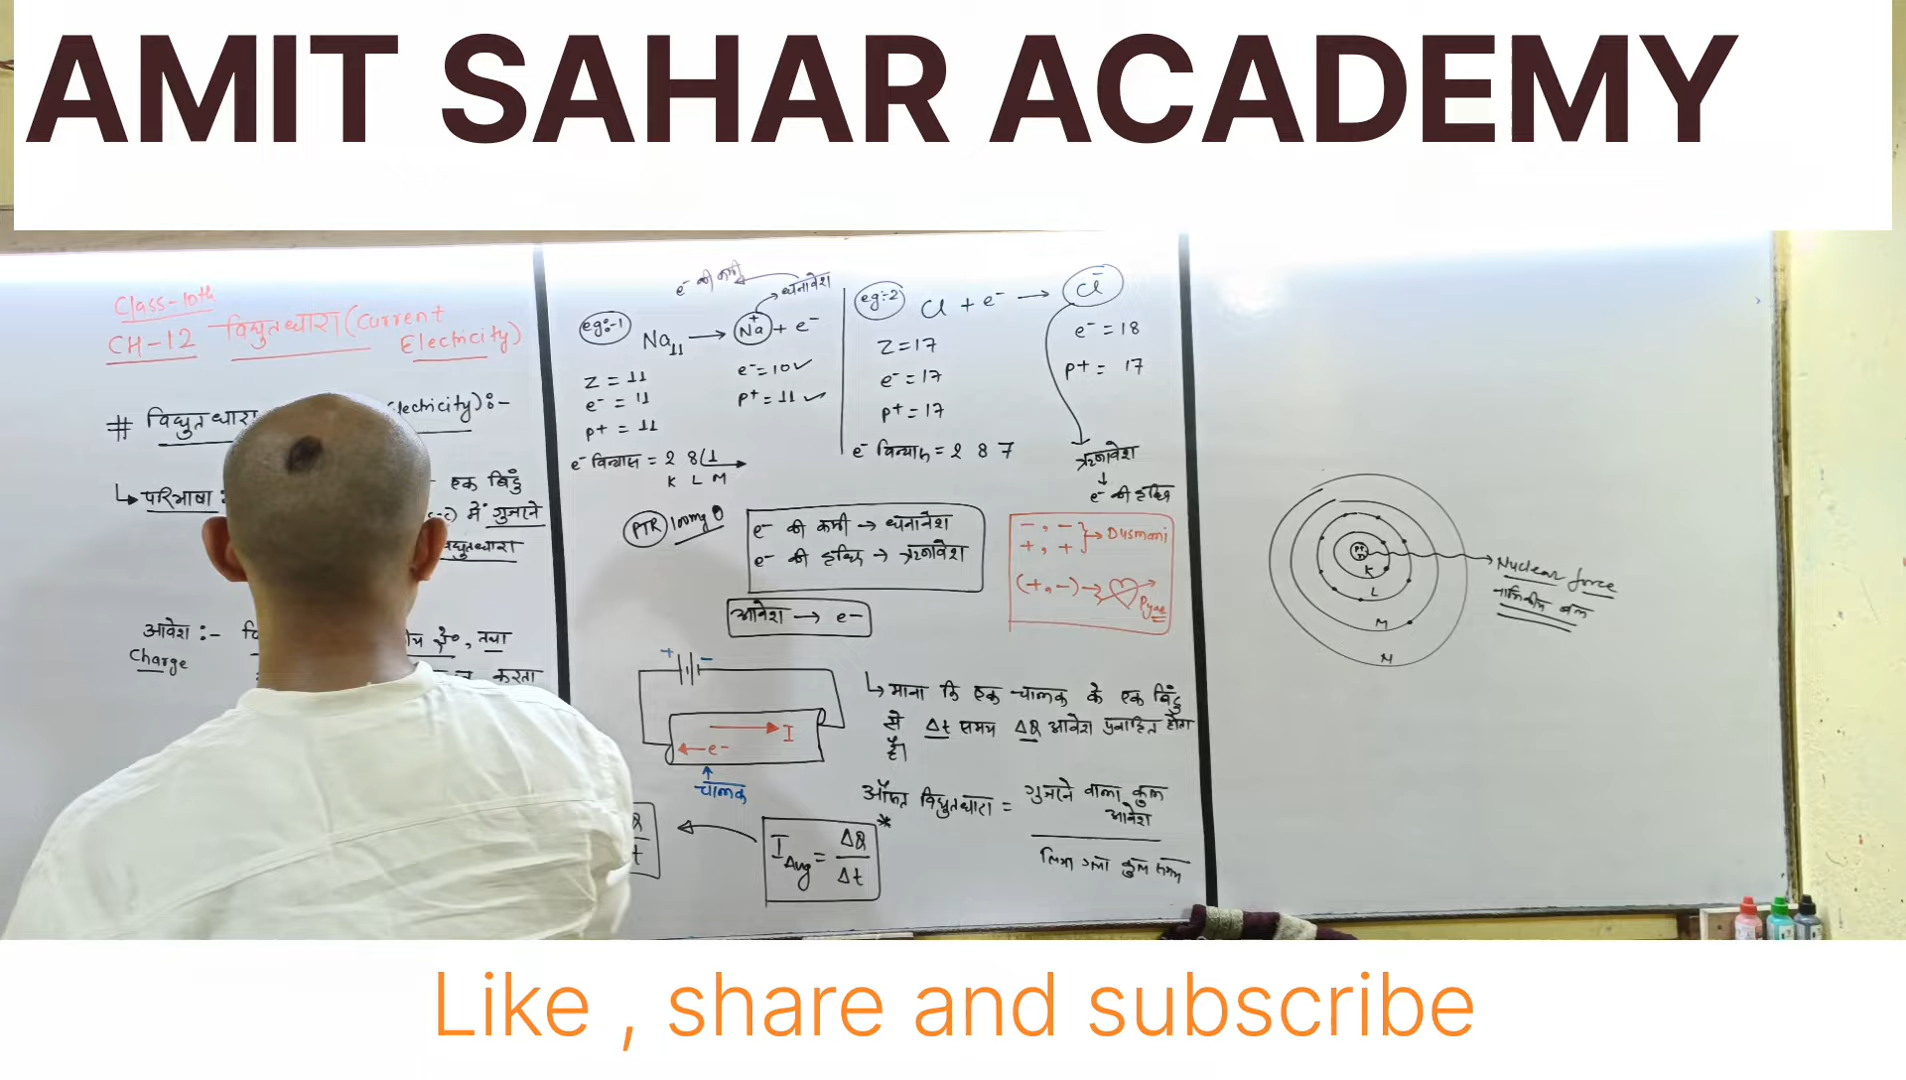 AMIT SAHAR ACADEMY
Class-10th
CH-12 विद्युतधारा (Current
Electricity)
# विद्युतधारा
lectricity):-
↳ परिभाषा :
एक बिंदु
में गुजरने
विद्युतधारा
आवेश :-
Charge
तथा
करता
e⁻ की कमी
धनावेश
eg:-1
Na₁₁ → Na⁺ + e⁻
Z = 11
e⁻ = 11
p+ = 11
e⁻ = 10 ✓
p+ = 11 ✓
e⁻ विन्यास = 2 8 1
K L M
eg:-2
Cl + e⁻ → Cl⁻
Z = 17
e⁻ = 17
p+ = 17
e⁻ विन्यास = 2 8 7
e⁻ = 18
p+ = 17
ऋणावेश
↓
e⁻ की वृद्धि
PTR 100mg
e⁻ की कमी → धनावेश
e⁻ की वृद्धि → ऋणावेश
आवेश → e⁻
-, - } → Dusmani
+, +
(+, -) → Pyar
+ -
→ I
← e⁻
↑
चालक
↳ माना कि एक चालक के एक बिंदु
से Δt समय ΔQ आवेश प्रवाहित होता
है।
औसत विद्युतधारा = गुजरने वाला कुल
आवेश
लिया गया कुल समय
I Avg = ΔQ
Δt
t
p+
n
K
L
M
N
Nuclear force
नाभिकीय बल
Like , share and subscribe